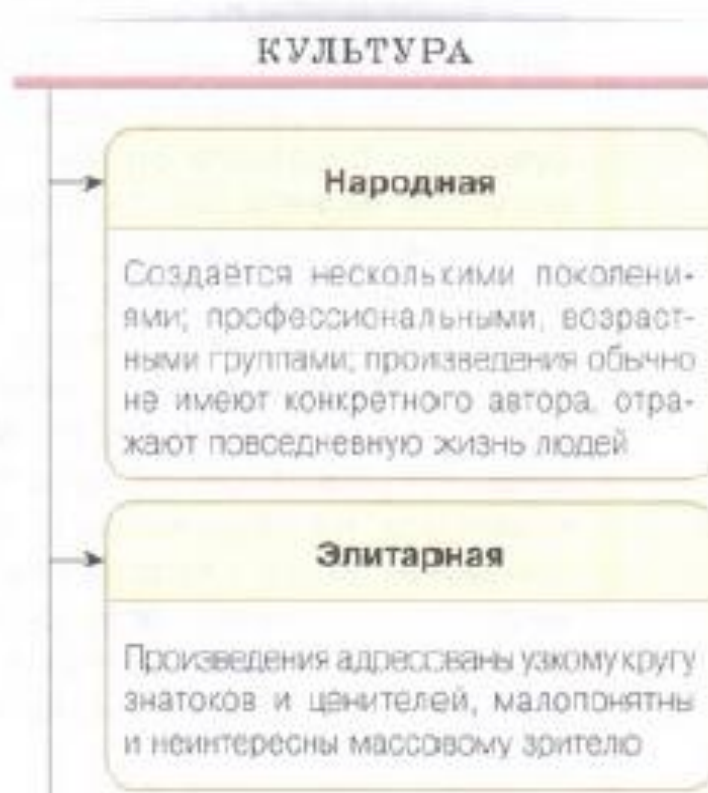 КУЛЬТУРА
Народная
Создаётся несколькими поколени-
ями; профессиональными, возраст-
ными группами; произведения обычно
не имеют конкретного автора, отра-
жают повседневную жизнь людей
Элитарная
Произведения адресованы узкому кругу
знатоков и ценителей, малопонятны
и неинтересны массовому зрителю